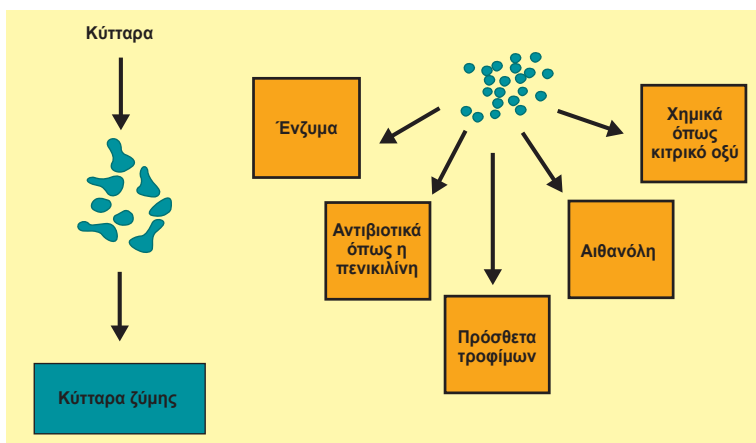 Κύτταρα
Κύτταρα ζύμης
Ένζυμα
Αντιβιοτικά
όπως η
πενικιλίνη
Πρόσθετα
τροφίμων
Αιθανόλη
Χημικά
όπως
κιτρικό οξύ